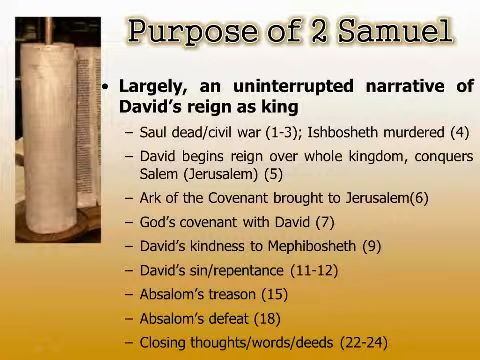 Purpose of 2 Samuel
• Largely, an uninterrupted narrative of
David's reign as king
– Saul dead/civil war (1-3); Ishbosheth murdered (4)
– David begins reign over whole kingdom, conquers
Salem (Jerusalem) (5)
– Ark of the Covenant brought to Jerusalem(6)
– God's covenant with David (7)
– David's kindness to Mephibosheth (9)
– David's sin/repentance (11-12)
– Absalom's treason (15)
– Absalom's defeat (18)
– Closing thoughts/words/deeds (22-24)